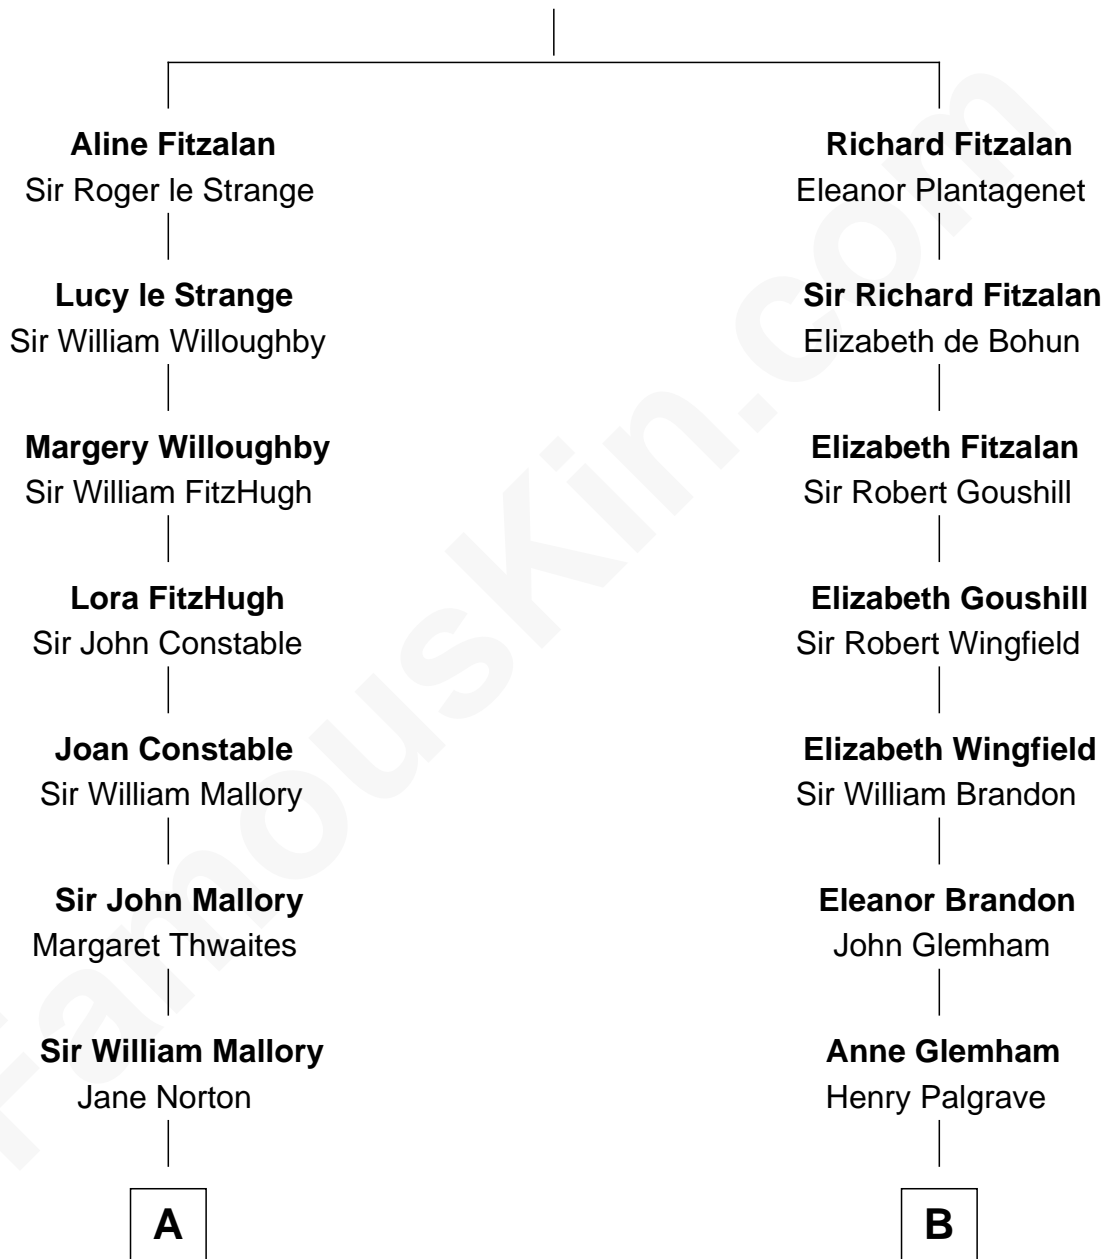 Aline Fitzalan
Sir Roger le Strange
Lucy le Strange
Sir William Willoughby
Margery Willoughby
Sir William FitzHugh
Lora FitzHugh
Sir John Constable
Joan Constable
Sir William Mallory
Sir John Mallory
Margaret Thwaites
Sir William Mallory
Jane Norton
A
Richard Fitzalan
Eleanor Plantagenet
Sir Richard Fitzalan
Elizabeth de Bohun
Elizabeth Fitzalan
Sir Robert Goushill
Elizabeth Goushill
Sir Robert Wingfield
Elizabeth Wingfield
Sir William Brandon
Eleanor Brandon
John Glemham
Anne Glemham
Henry Palgrave
B
FamousKin.com